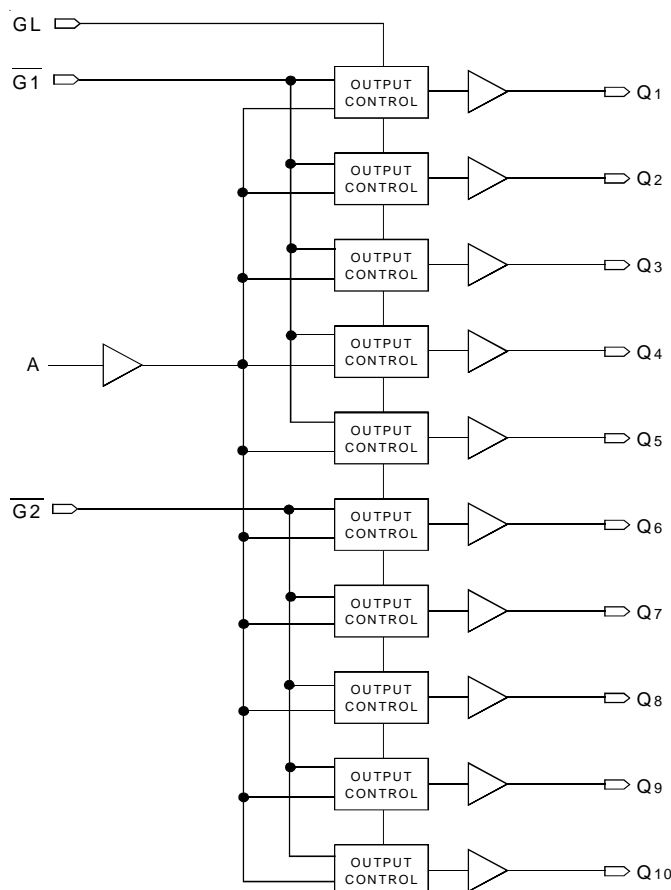 GL
G1
OUTPUT
CONTROL
Q1
OUTPUT
CONTROL
Q2
OUTPUT
CONTROL
Q3
A
OUTPUT
CONTROL
Q4
OUTPUT
CONTROL
Q5
G2
OUTPUT
CONTROL
Q6
OUTPUT
CONTROL
Q7
OUTPUT
CONTROL
Q8
OUTPUT
CONTROL
Q9
OUTPUT
CONTROL
Q10